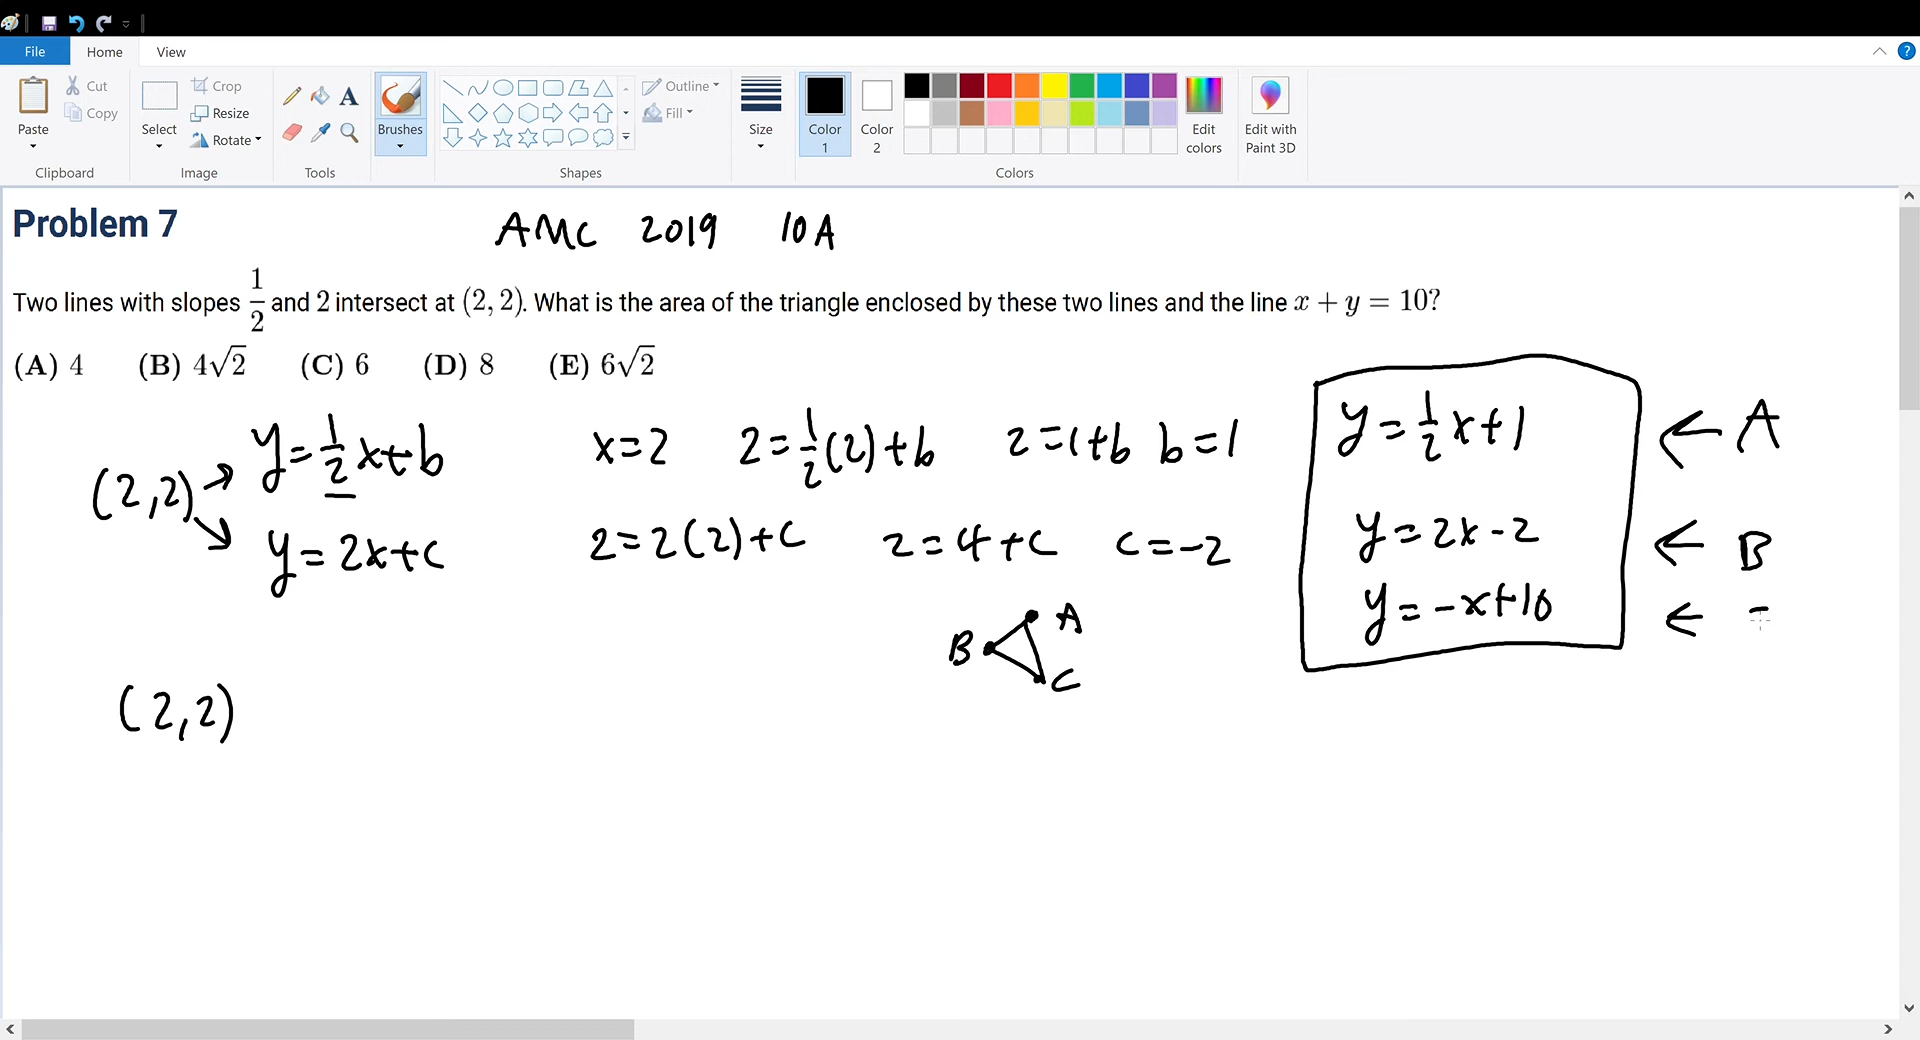 File Home View
Cut
Copy
Paste
Clipboard
Select
Crop
Resize
Rotate
Image
A
Tools
Brushes
Outline
Fill
Shapes
Size
Color 1
Color 2
Edit colors
Edit with Paint 3D
Colors
?
Problem 7 AMC 2019 10A
Two lines with slopes 1/2 and 2 intersect at (2, 2). What is the area of the triangle enclosed by these two lines and the line x + y = 10?
(A) 4 (B) 4√2 (C) 6 (D) 8 (E) 6√2
y = 1/2 x + b x = 2 2 = 1/2 (2) + b 2 = 1 + b b = 1 y = 1/2 x + 1 ← A
(2,2)
y = 2x + c 2 = 2(2) + c 2 = 4 + c c = -2 y = 2x - 2 ← B
y = -x + 10 ←
A
B
C
(2,2)